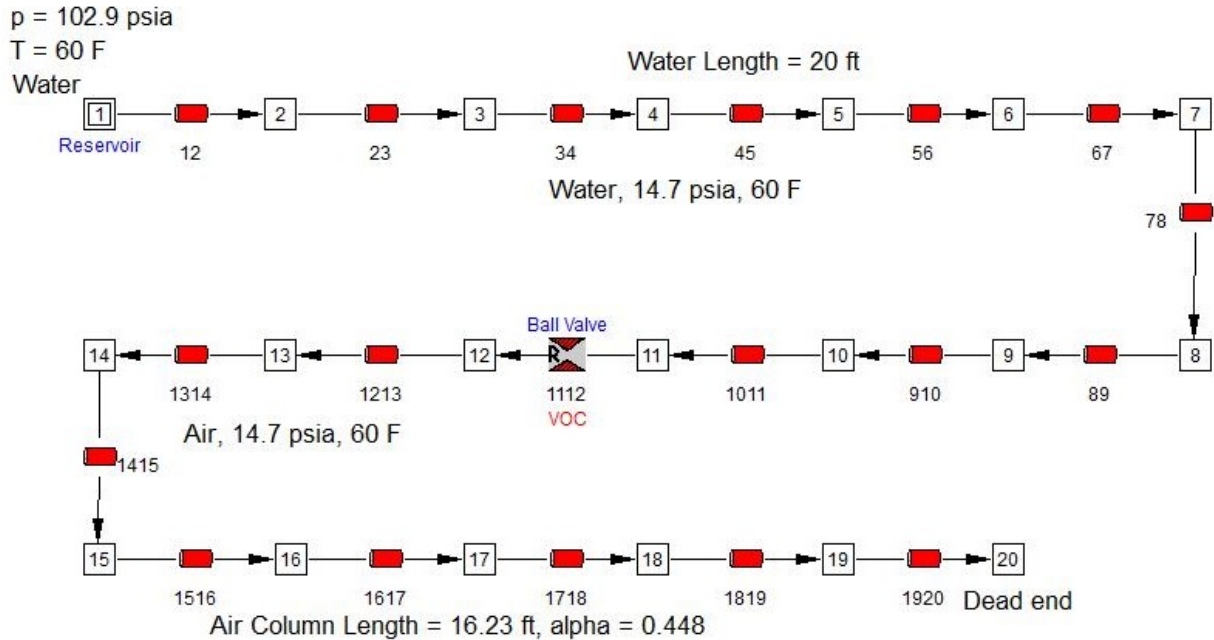 p = 102.9 psia
T = 60 F
Water
Water Length = 20 ft
1 2 3 4 5 6 7
Reservoir
12 23 34 45 56 67
Water, 14.7 psia, 60 F
78
Ball Valve
14 13 12 R 11 10 9 8
1314 1213 1112 1011 910 89
VOC
Air, 14.7 psia, 60 F
1415
15 16 17 18 19 20
1516 1617 1718 1819 1920 Dead end
Air Column Length = 16.23 ft, alpha = 0.448